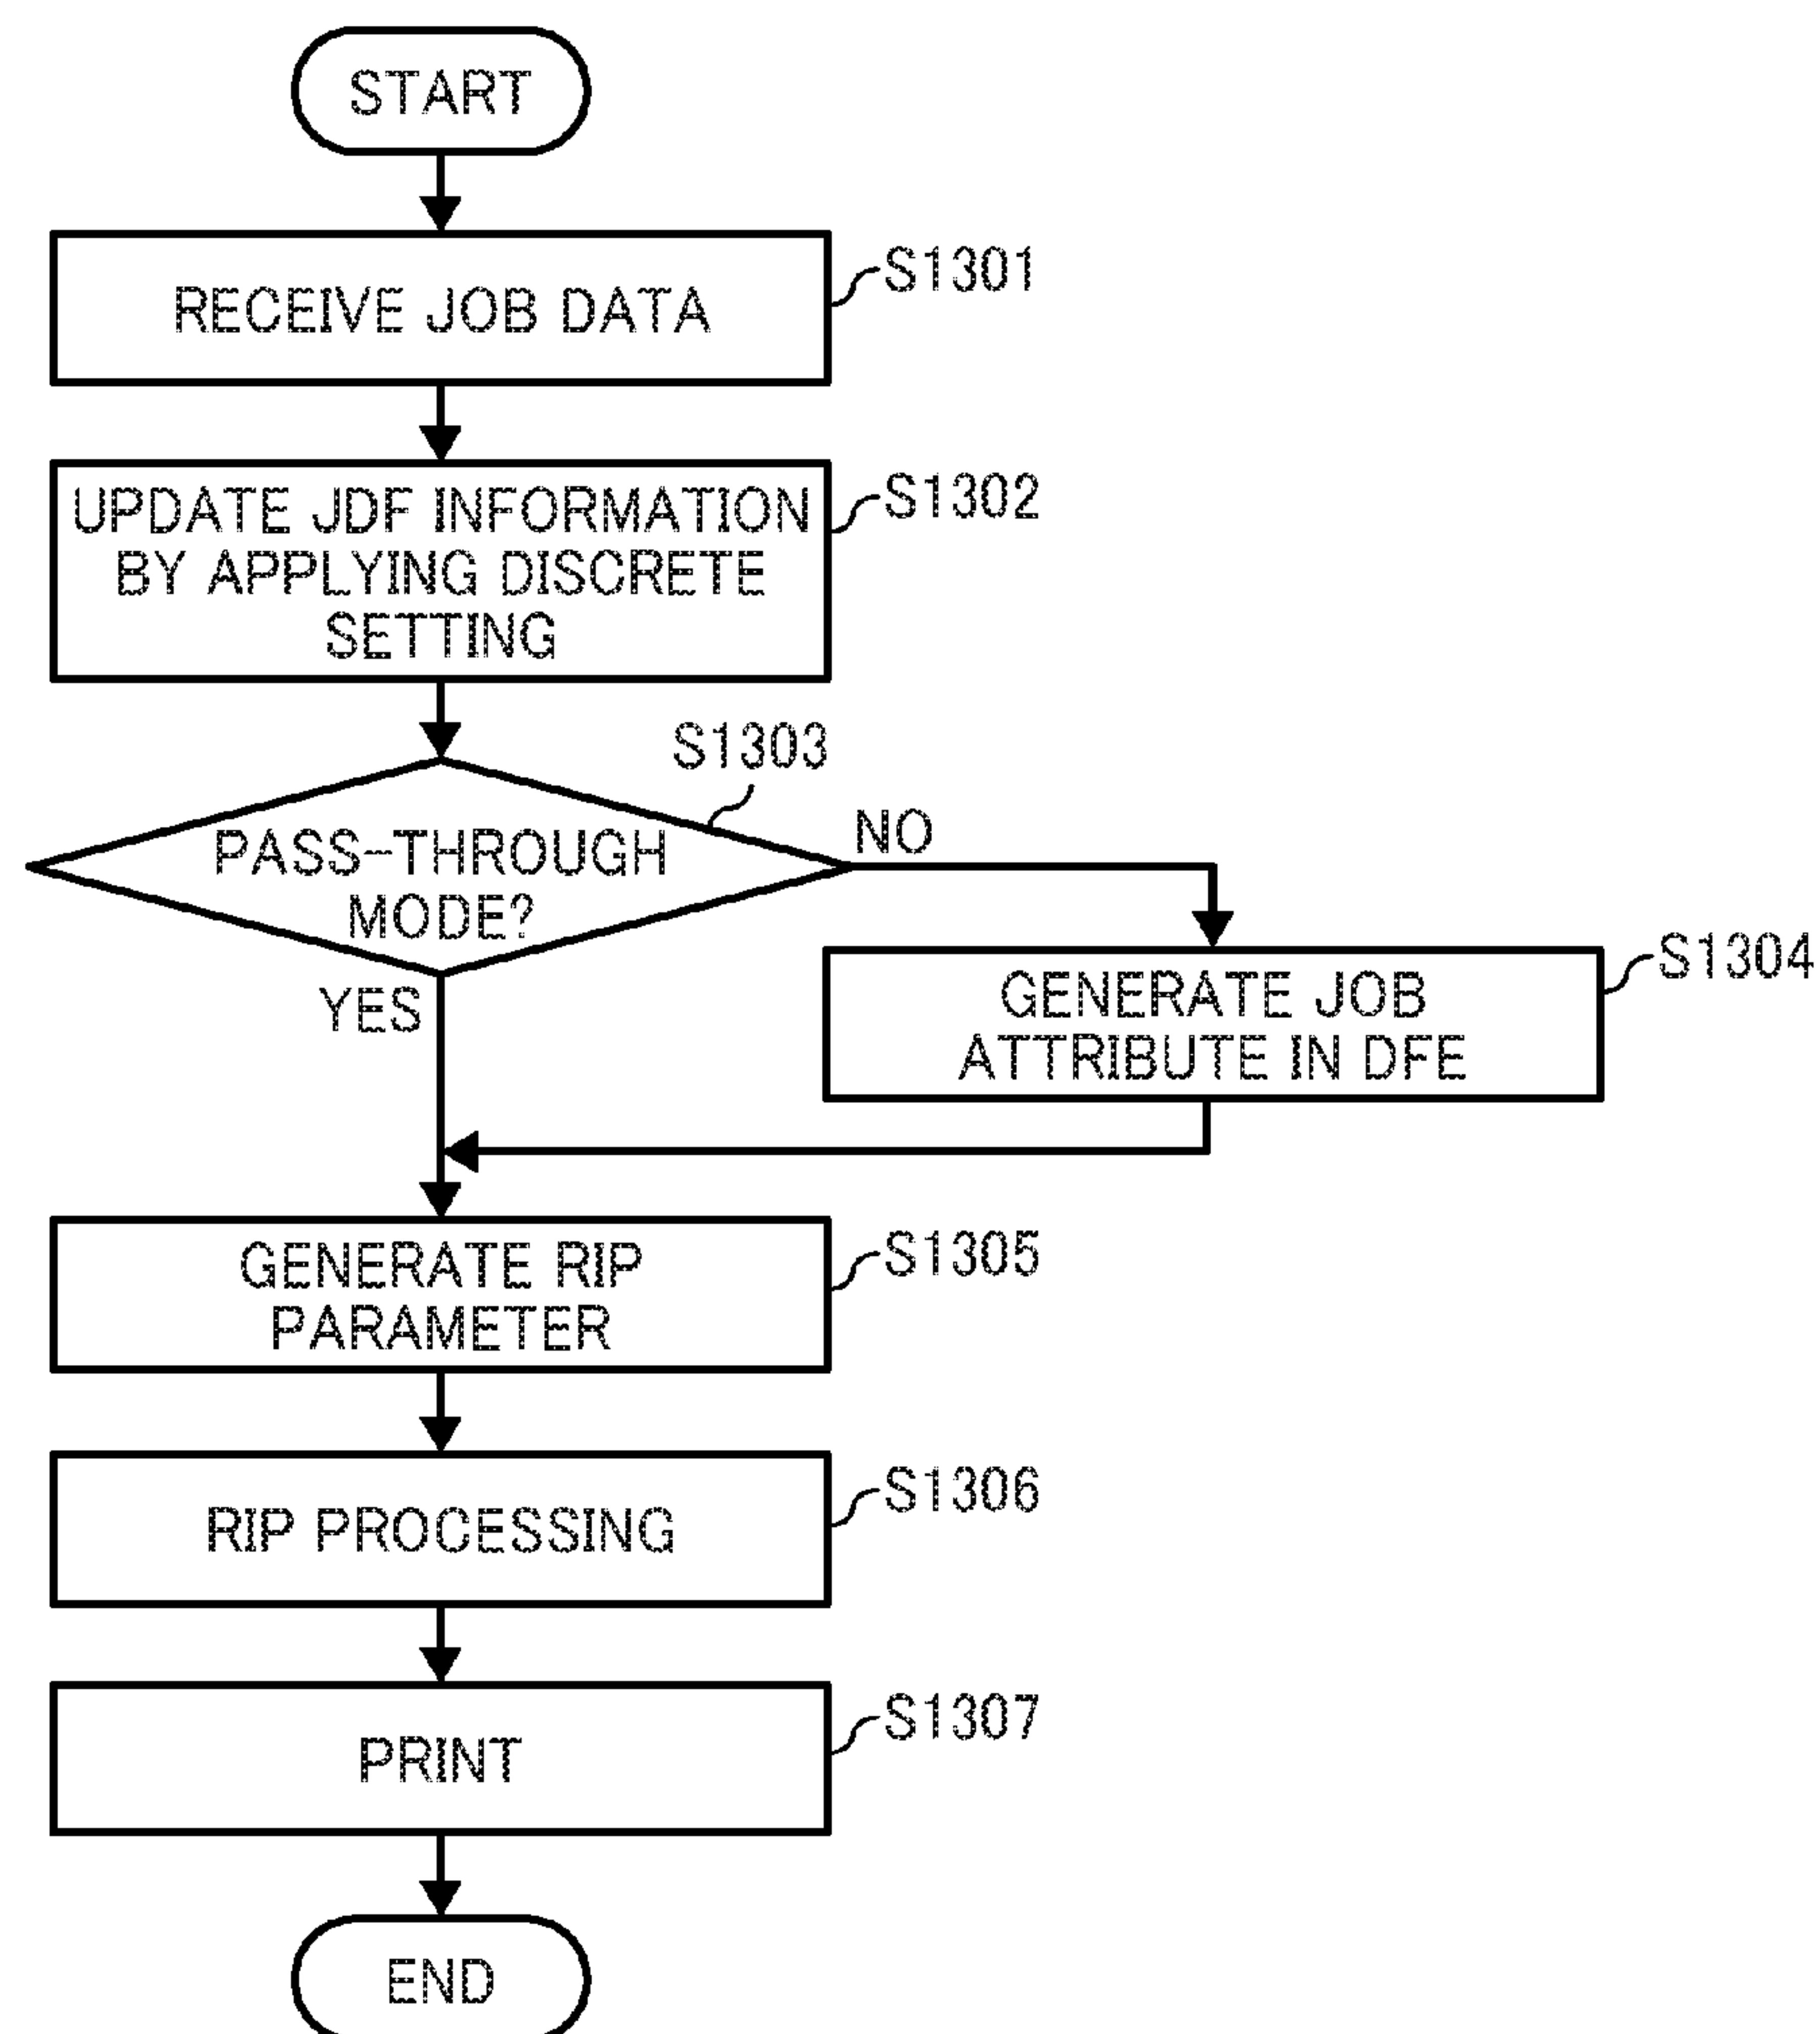 START
RECEIVE JOB DATA
S1301
UPDATE JDF INFORMATION
BY APPLYING DISCRETE
SETTING
S1302
S1303
PASS-THROUGH
MODE?
NO
YES
GENERATE JOB
ATTRIBUTE IN DFE
S1304
GENERATE RIP
PARAMETER
S1305
RIP PROCESSING
S1306
PRINT
S1307
END